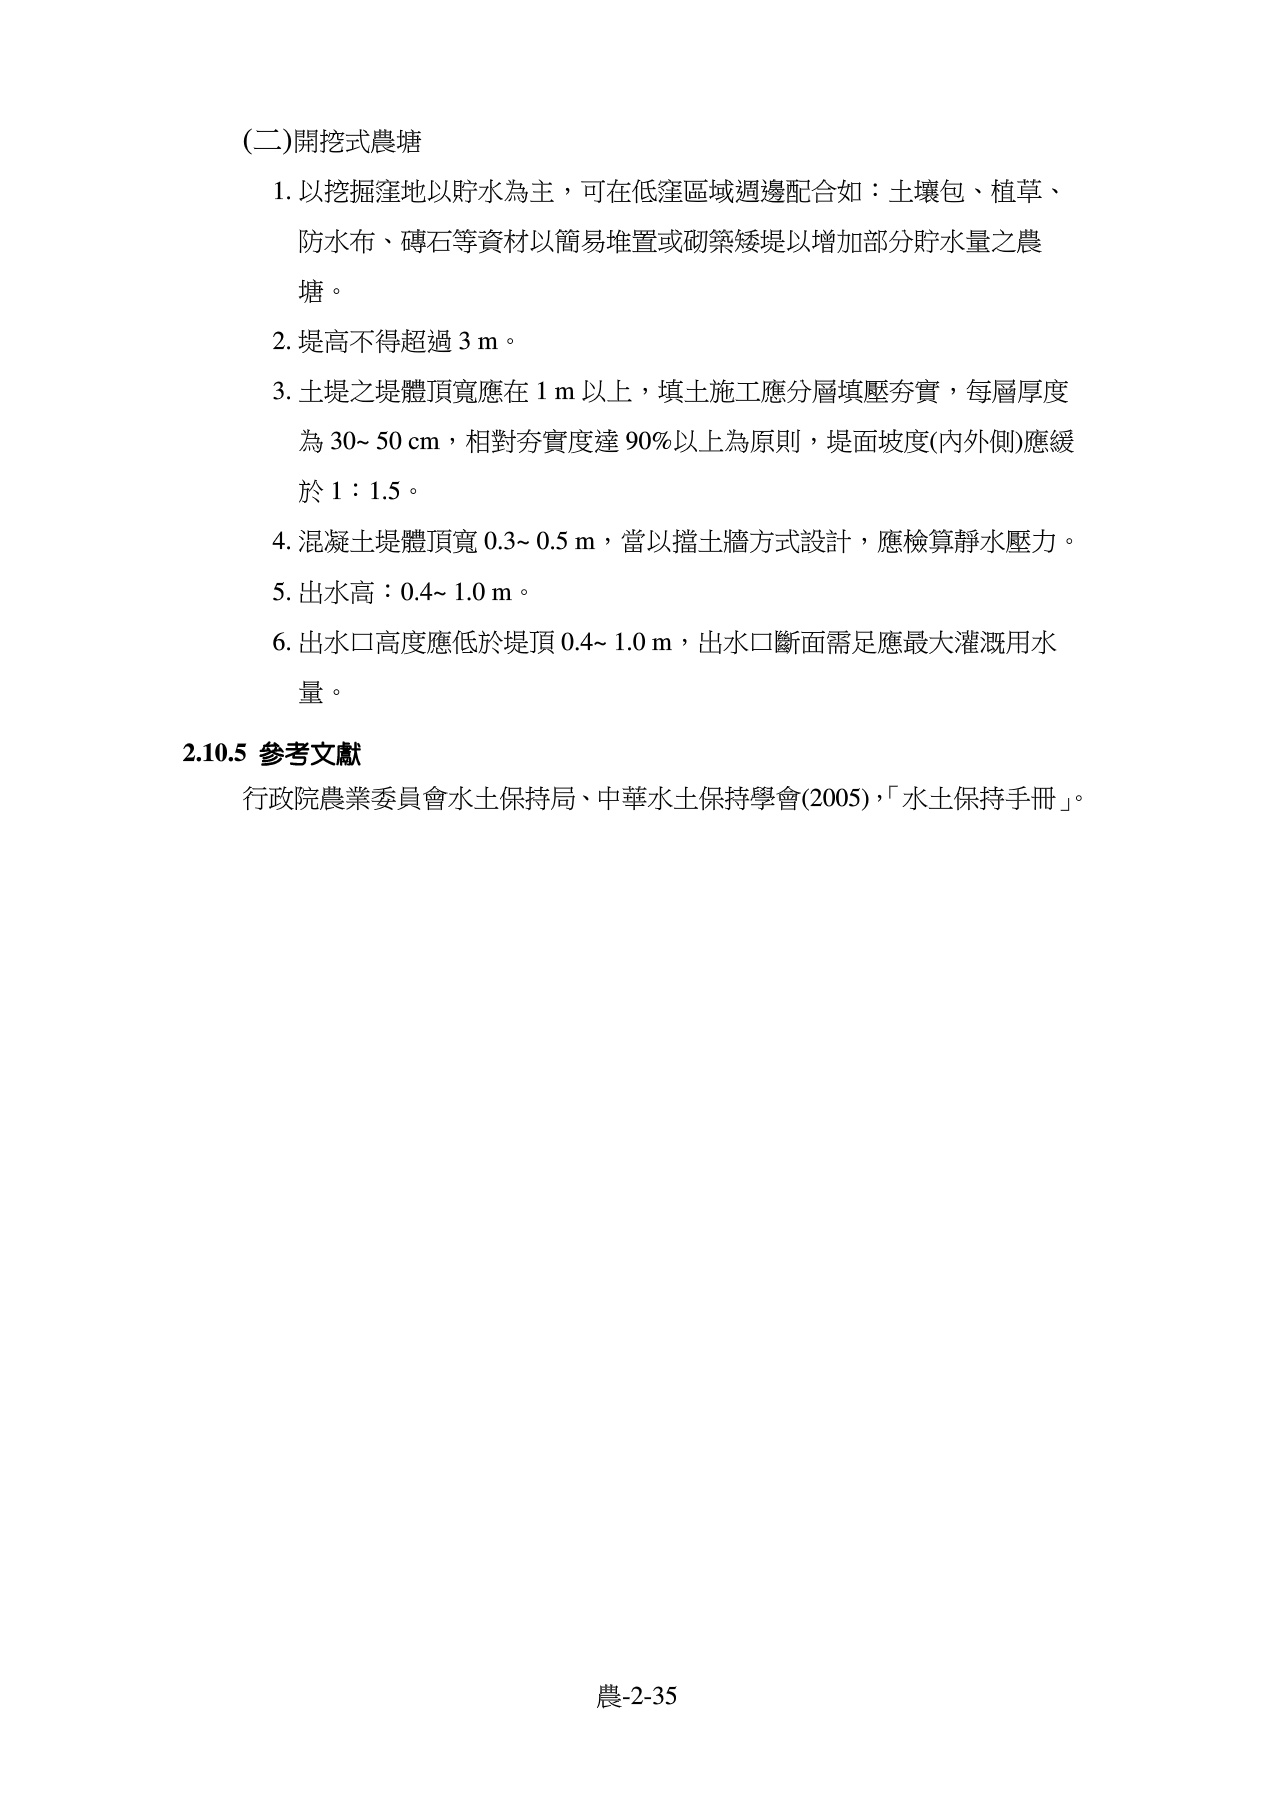 (二)開挖式農塘
1. 以挖掘窪地以貯水為主，可在低窪區域週邊配合如：土壤包、植草、
防水布、磚石等資材以簡易堆置或砌築矮堤以增加部分貯水量之農
塘。
2. 堤高不得超過 3 m。
3. 土堤之堤體頂寬應在 1 m 以上，填土施工應分層填壓夯實，每層厚度
為 30~ 50 cm，相對夯實度達 90%以上為原則，堤面坡度(內外側)應緩
於 1：1.5。
4. 混凝土堤體頂寬 0.3~ 0.5 m，當以擋土牆方式設計，應檢算靜水壓力。
5. 出水高：0.4~ 1.0 m。
6. 出水口高度應低於堤頂 0.4~ 1.0 m，出水口斷面需足應最大灌溉用水
量。
2.10.5 參考文獻
行政院農業委員會水土保持局、中華水土保持學會(2005)，「水土保持手冊」。
農-2-35